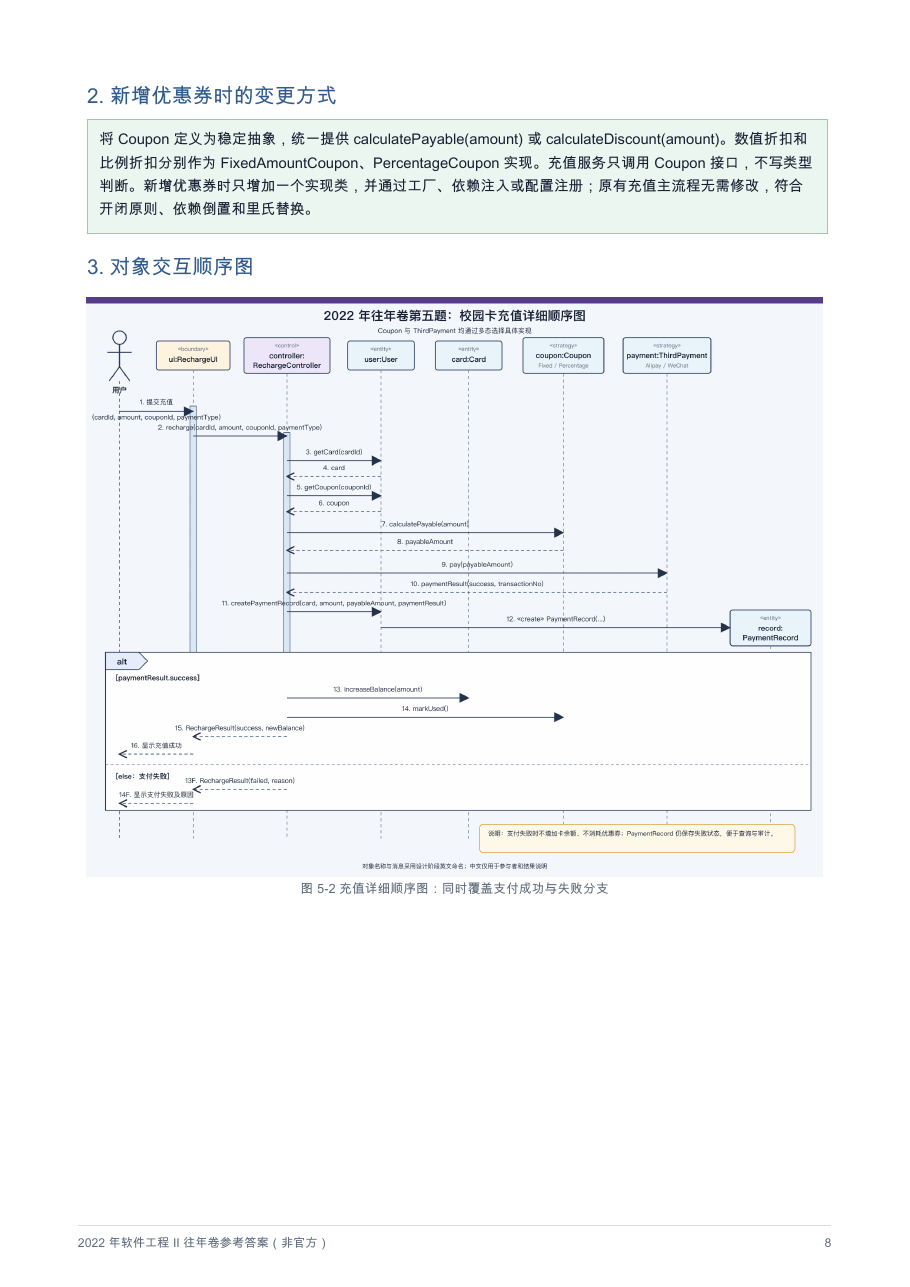 2. 新增优惠券时的变更方式
将 Coupon 定义为稳定抽象，统一提供 calculatePayable(amount) 或 calculateDiscount(amount)。数值折扣和
比例折扣分别作为 FixedAmountCoupon、PercentageCoupon 实现。充值服务只调用 Coupon 接口，不写类型
判断。新增优惠券时只增加一个实现类，并通过工厂、依赖注入或配置注册；原有充值主流程无需修改，符合
开闭原则、依赖倒置和里氏替换。
3. 对象交互顺序图
2022 年往年卷第五题：校园卡充值详细顺序图
Coupon 与 ThirdPayment 均通过多态选择具体实现
用户
«boundary»
ui:RechargeUI
«control»
controller:
RechargeController
«entity»
user:User
«entity»
card:Card
«strategy»
coupon:Coupon
Fixed / Percentage
«strategy»
payment:ThirdPayment
Alipay / WeChat
1. 提交充值
(cardId, amount, couponId, paymentType)
2. recharge(cardId, amount, couponId, paymentType)
3. getCard(cardId)
4. card
5. getCoupon(couponId)
6. coupon
7. calculatePayable(amount)
8. payableAmount
9. pay(payableAmount)
10. paymentResult(success, transactionNo)
11. createPaymentRecord(card, amount, payableAmount, paymentResult)
12. «create» PaymentRecord(...)
«entity»
record:
PaymentRecord
alt
[paymentResult.success]
13. increaseBalance(amount)
14. markUsed()
15. RechargeResult(success, newBalance)
16. 显示充值成功
[else: 支付失败]
13F. RechargeResult(failed, reason)
14F. 显示支付失败及原因
说明：支付失败时不增加卡余额、不消耗优惠券；PaymentRecord 仍保存失败状态，便于查询与审计。
对象名称与消息采用设计阶段英文命名；中文仅用于参与者和结果说明
图 5-2 充值详细顺序图：同时覆盖支付成功与失败分支
2022 年软件工程 II 往年卷参考答案（非官方）
8